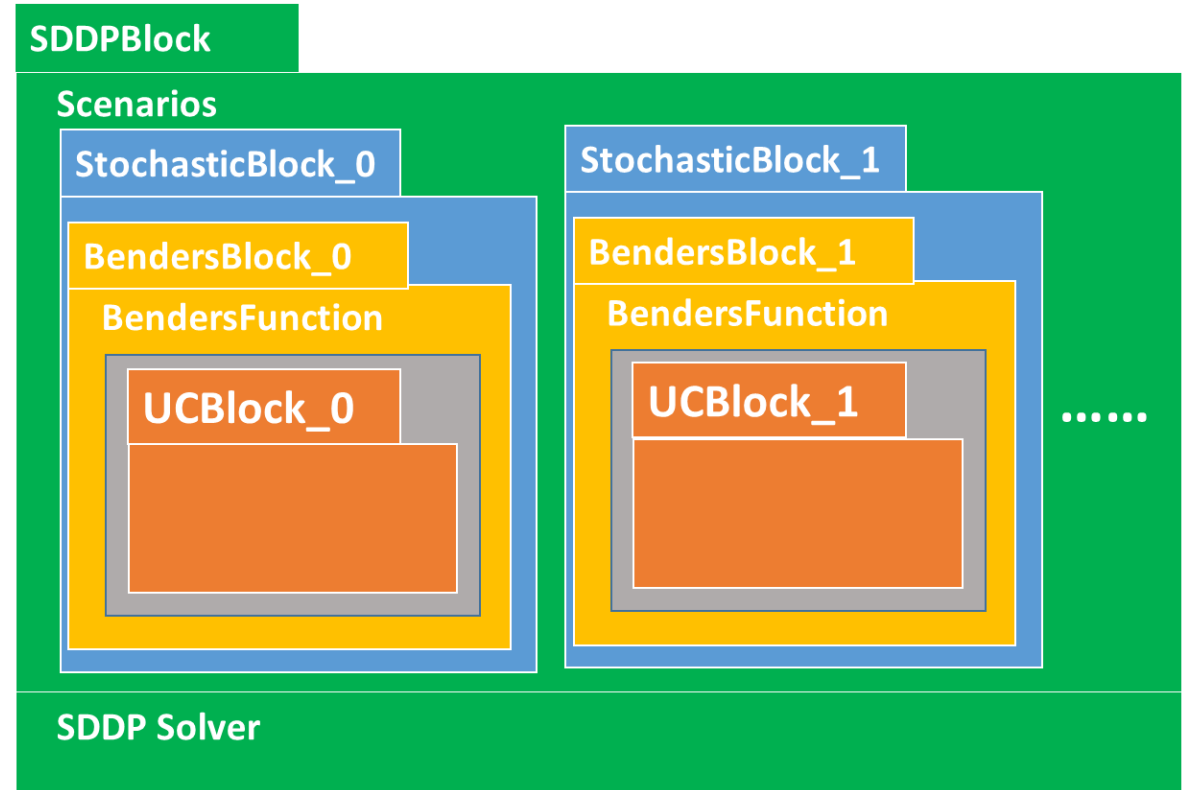 SDDPBlock
Scenarios
StochasticBlock_0
BendersBlock_0
BendersFunction
UCBlock_0
StochasticBlock_1
BendersBlock_1
BendersFunction
UCBlock_1
......
SDDP Solver